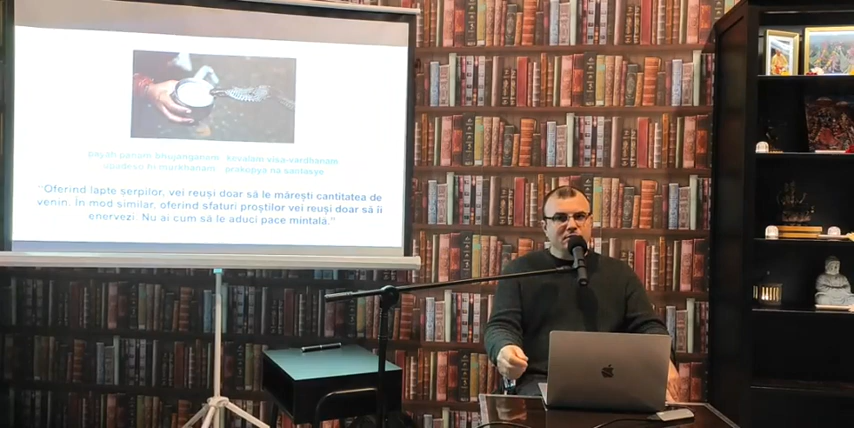 payah panam bhujanganam kevalam visa-vardhanam
upadeso hi murkhanam prakopya na santaye
"Oferind lapte șerpilor, vei reuși doar să le mărești cantitatea de
venin. În mod similar, oferind sfaturi proștilor vei reuși doar să îi
enervezi. Nu ai cum să le aduci pace mintală."